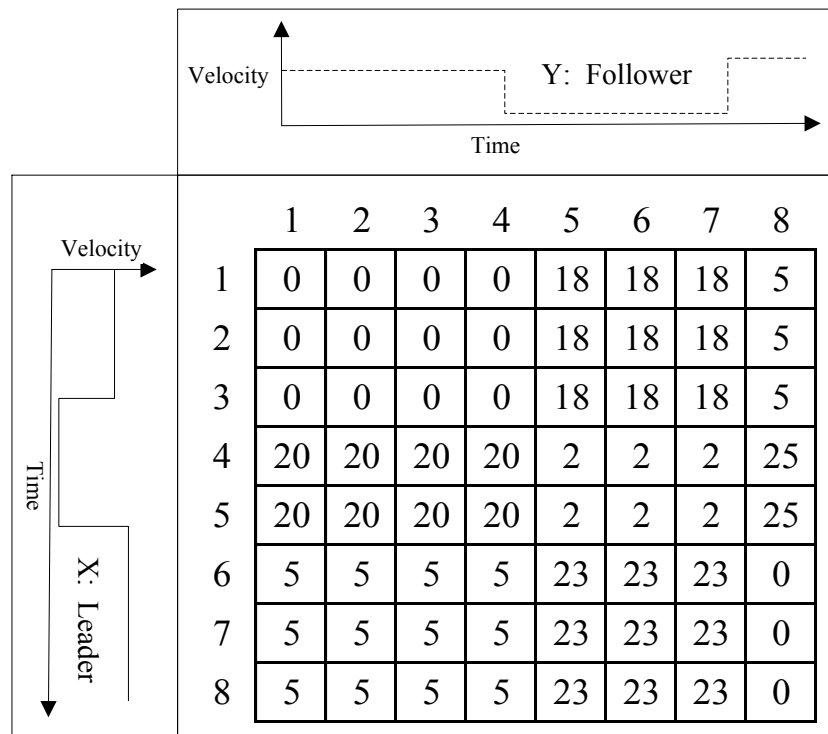 Velocity
Y: Follower
Time
Velocity
Time
X: Leader
1 2 3 4 5 6 7 8
1 0 0 0 0 18 18 18 5
2 0 0 0 0 18 18 18 5
3 0 0 0 0 18 18 18 5
4 20 20 20 20 2 2 2 25
5 20 20 20 20 2 2 2 25
6 5 5 5 5 23 23 23 0
7 5 5 5 5 23 23 23 0
8 5 5 5 5 23 23 23 0